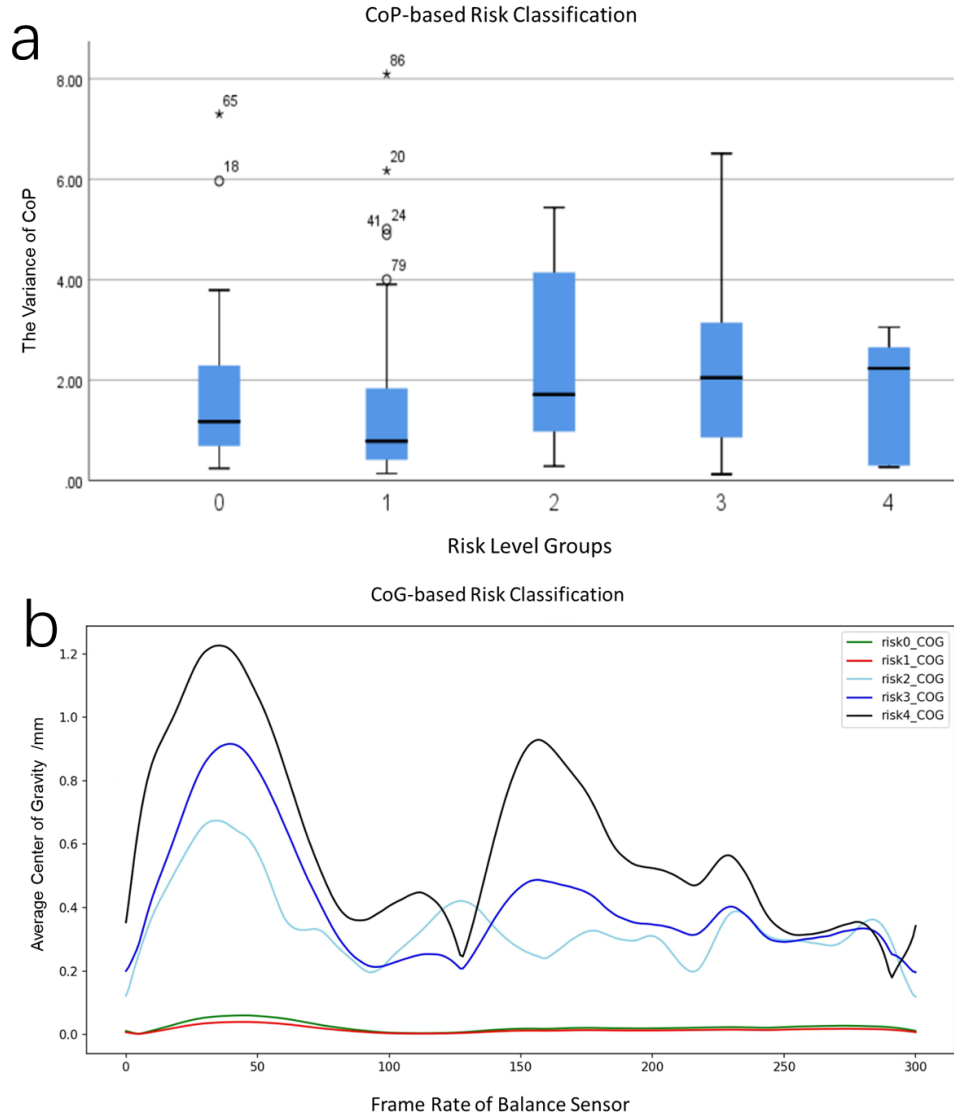 CoP-based Risk Classification
a
The Variance of CoP
8.00
6.00
4.00
2.00
.00
65
18
86
20
41 24
79
0 1 2 3 4
Risk Level Groups
CoG-based Risk Classification
b
Average Center of Gravity /mm
1.2
1.0
0.8
0.6
0.4
0.2
0.0
risk0_COG
risk1_COG
risk2_COG
risk3_COG
risk4_COG
0 50 100 150 200 250 300
Frame Rate of Balance Sensor